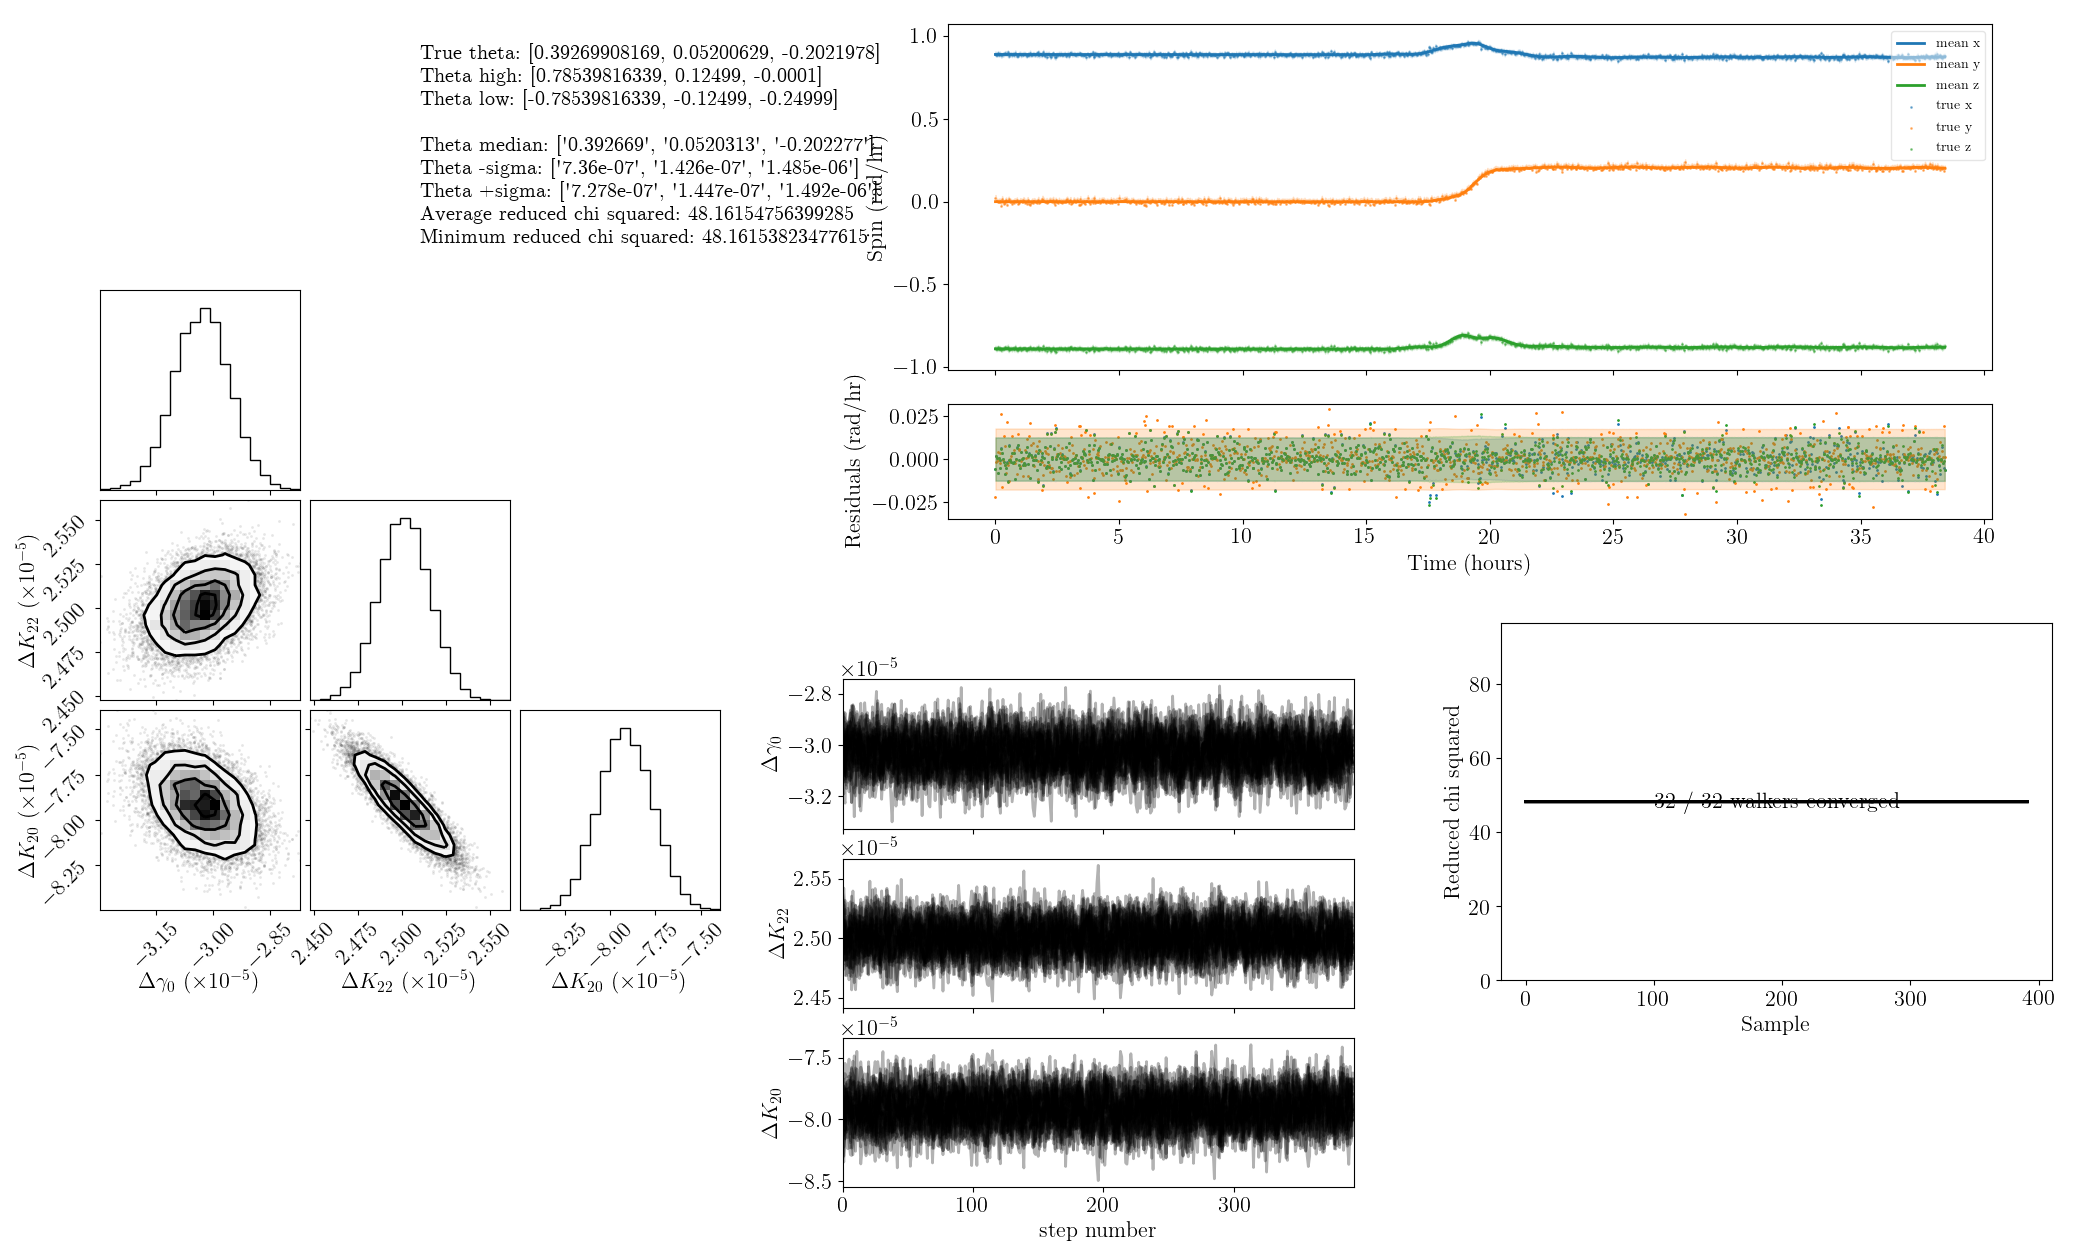 True theta: [0.39269908169, 0.05200629, -0.2021978]
Theta high: [0.78539816339, 0.12499, -0.0001]
Theta low: [-0.78539816339, -0.12499, -0.24999]
Theta median: ['0.392669', '0.0520313', '-0.202277']
Theta -sigma: ['7.36e-07', '1.426e-07', '1.485e-06']
Theta +sigma: ['7.278e-07', '1.447e-07', '1.492e-06']
Average reduced chi squared: 48.16154756399285
Minimum reduced chi squared: 48.16153823477615
1.0
0.5
0.0
−0.5
−1.0
Spin (rad/hr)
mean x
mean y
mean z
true x
true y
true z
0.025
0.000
−0.025
Residuals (rad/hr)
0 5 10 15 20 25 30 35 40
Time (hours)
2.550
2.525
2.500
2.475
2.450
ΔK₂₂ (×10⁻⁵)
−7.50
−7.75
−8.00
−8.25
ΔK₂₀ (×10⁻⁵)
−3.15 −3.00 −2.85
Δγ₀ (×10⁻⁵)
2.450 2.475 2.500 2.525 2.550
ΔK₂₂ (×10⁻⁵)
−8.25 −8.00 −7.75 −7.50
ΔK₂₀ (×10⁻⁵)
×10⁻⁵
−2.8
−3.0
−3.2
Δγ₀
×10⁻⁵
2.55
2.50
2.45
ΔK₂₂
×10⁻⁵
−7.5
−8.0
−8.5
ΔK₂₀
0 100 200 300
step number
80
60
40
20
0
Reduced chi squared
32 / 32 walkers converged
0 100 200 300 400
Sample